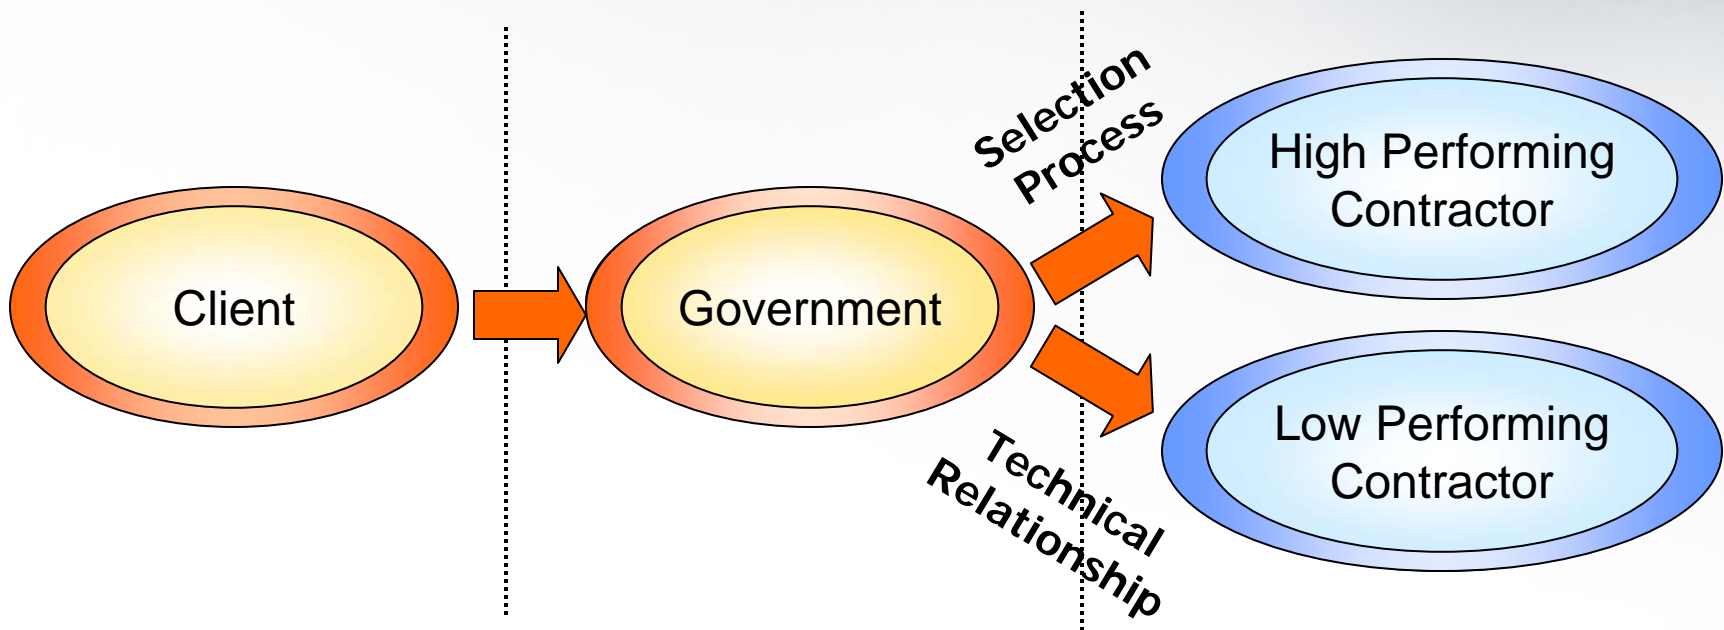 Client
Government
Selection
Process
High Performing
Contractor
Technical
Relationship
Low Performing
Contractor